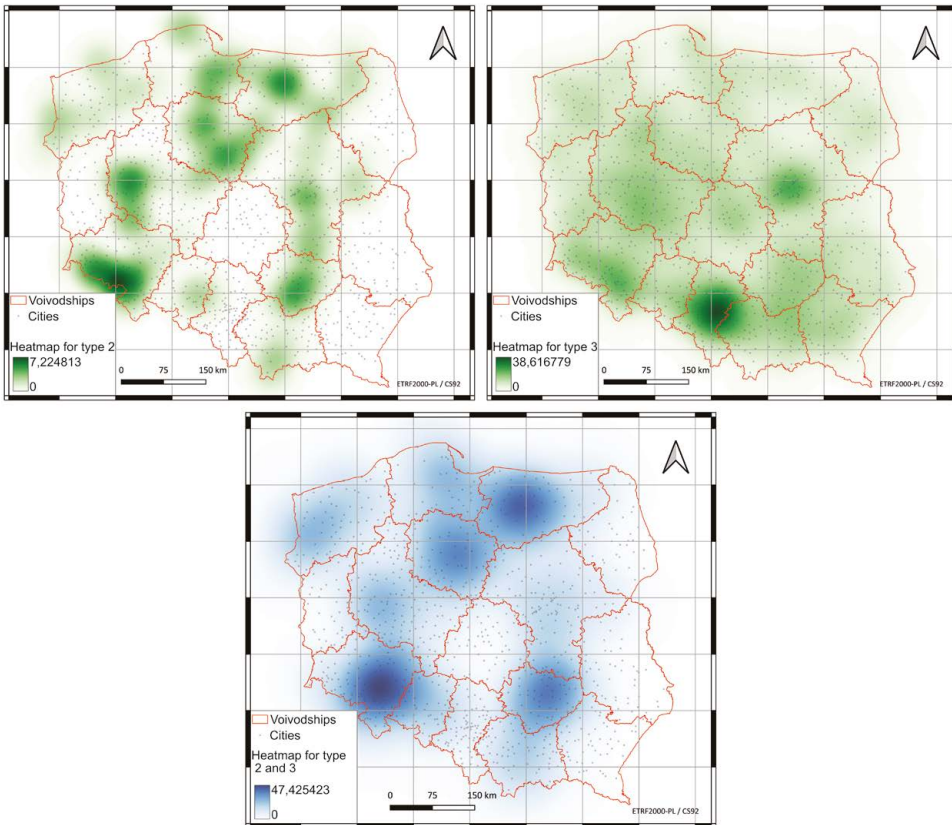 Voivodships
Cities
Heatmap for type 2
7,224813
0
0 75 150 km
ETRF2000-PL / CS92
Voivodships
Cities
Heatmap for type 3
38,616779
0
0 75 150 km
ETRF2000-PL / CS92
Voivodships
Cities
Heatmap for type
2 and 3
47,425423
0
0 75 150 km
ETRF2000-PL / CS92